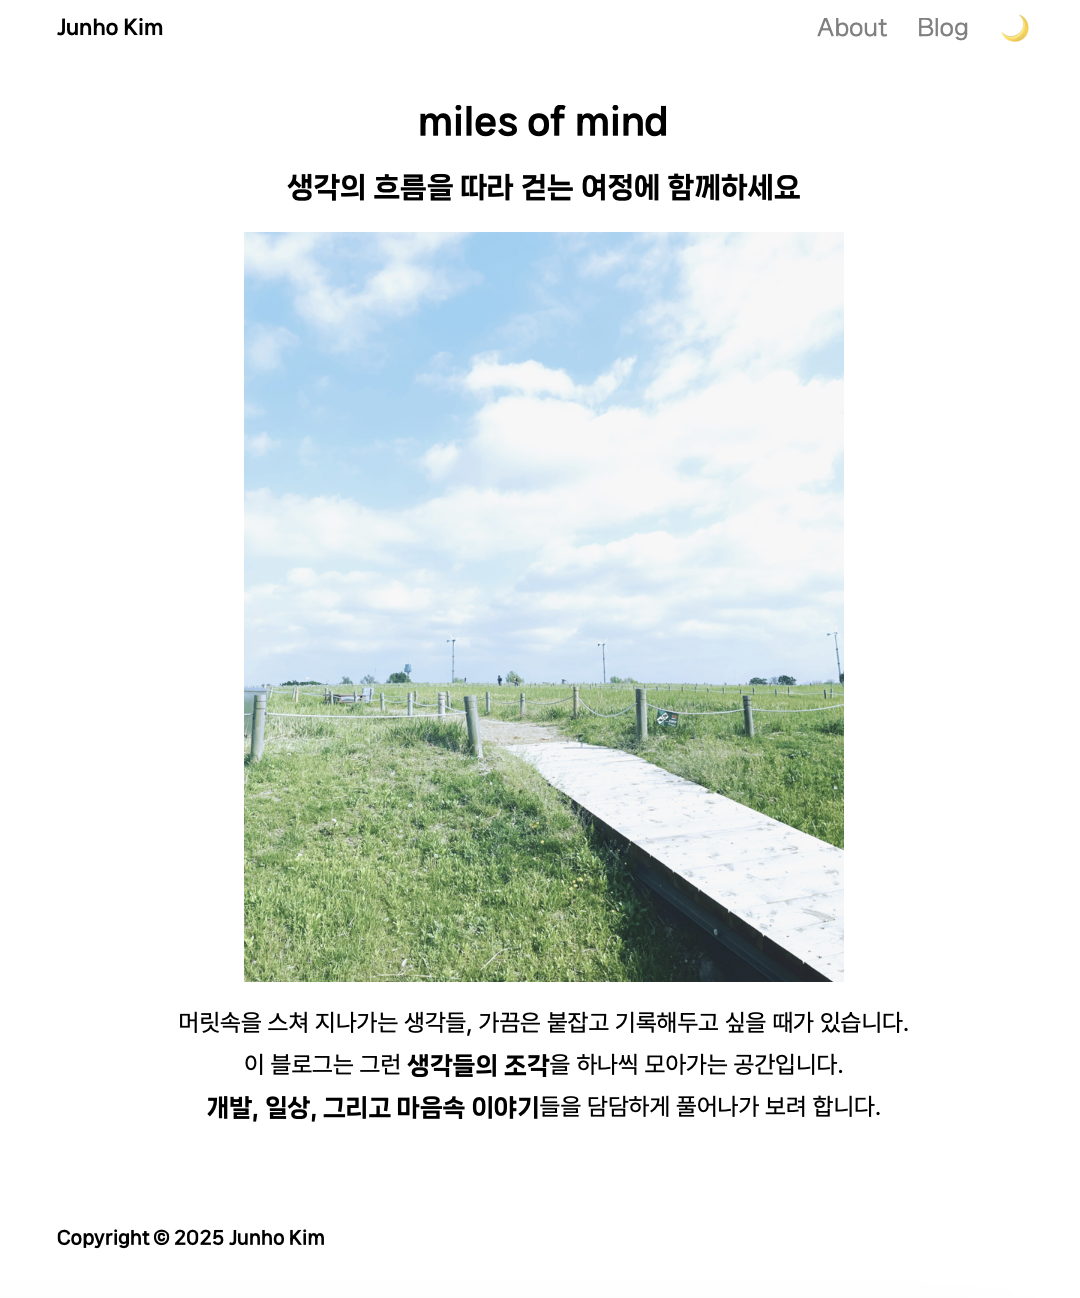 Junho Kim
About Blog 🌙
miles of mind
생각의 흐름을 따라 걷는 여정에 함께하세요
머릿속을 스쳐 지나가는 생각들, 가끔은 붙잡고 기록해두고 싶을 때가 있습니다.
이 블로그는 그런 생각들의 조각을 하나씩 모아가는 공간입니다.
개발, 일상, 그리고 마음속 이야기들을 담담하게 풀어나가 보려 합니다.
Copyright © 2025 Junho Kim